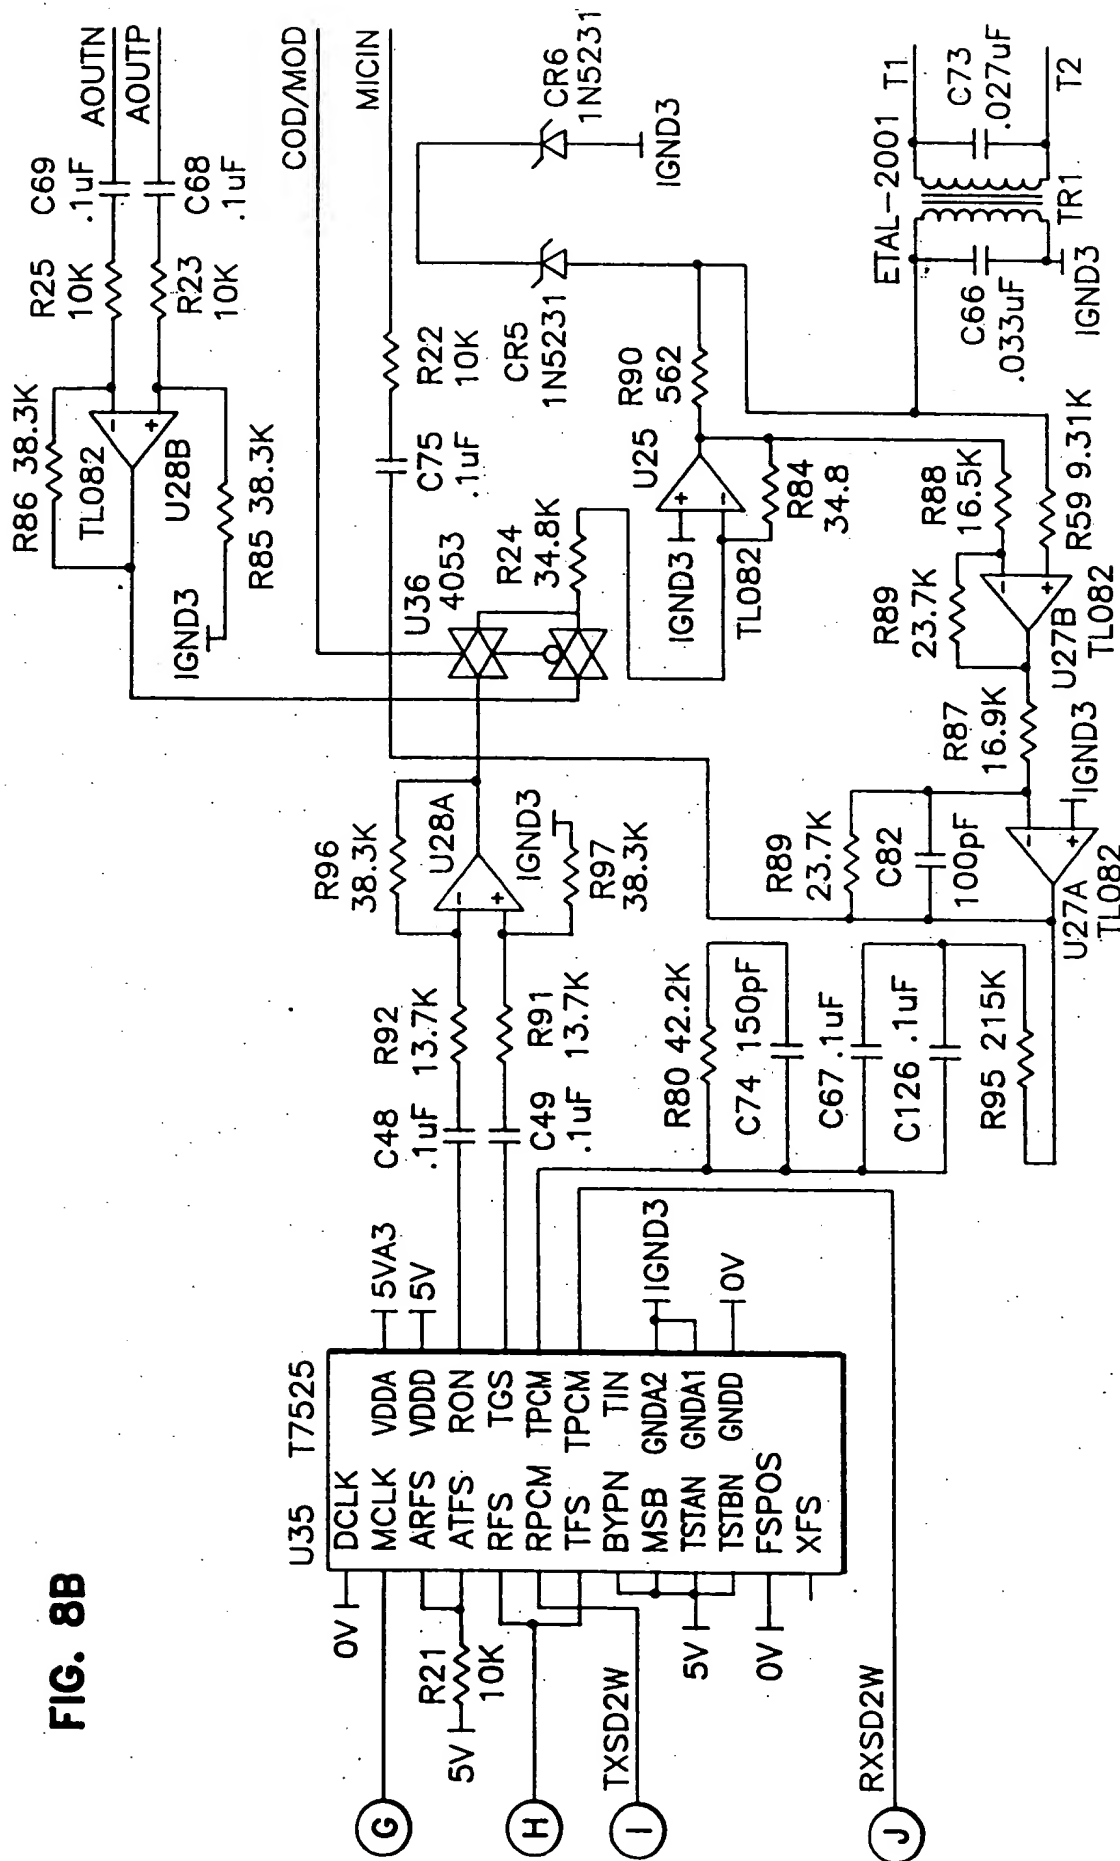 FIG. 8B
U35 T7525
DCLK
MCLK
ARFS
ATFS
RFS
RPCM
TFS
BYPN
MSB
TSTAN
TSTBN
FSPOS
XFS
VDDA
VDDD
RON
TGS
TPCM
TPCM
TIN
GNDA2
GNDA1
GNDD
0V
5V
R21
10K
5V
0V
G
H
I
J
TXSD2W
RXSD2W
5VA3
5V
IGND3
0V
C48
.1uF
R92
13.7K
C49
.1uF
R91
13.7K
R96
38.3K
U28A
IGND3
R97
38.3K
R80 42.2K
C74 150pF
C67 .1uF
C126 .1uF
R95 215K
R89
23.7K
C82
100pF
U27A
TL082
IGND3
R87
16.9K
R89
23.7K
U27B
TL082
R88
16.5K
R59 9.31K
U36
4053
R24
34.8K
IGND3
TL082
U25
R84
34.8
R90
562
R86 38.3K
TL082
U28B
R85 38.3K
IGND3
R25
10K
R23
10K
C69
.1uF
C68
.1uF
AOUTN
AOUTP
COD/MOD
MICIN
C75
.1uF
R22
10K
CR5
1N5231
CR6
1N5231
IGND3
ETAL-2001
T1
C73
.027uF
T2
TR1
C66
.033uF
IGND3